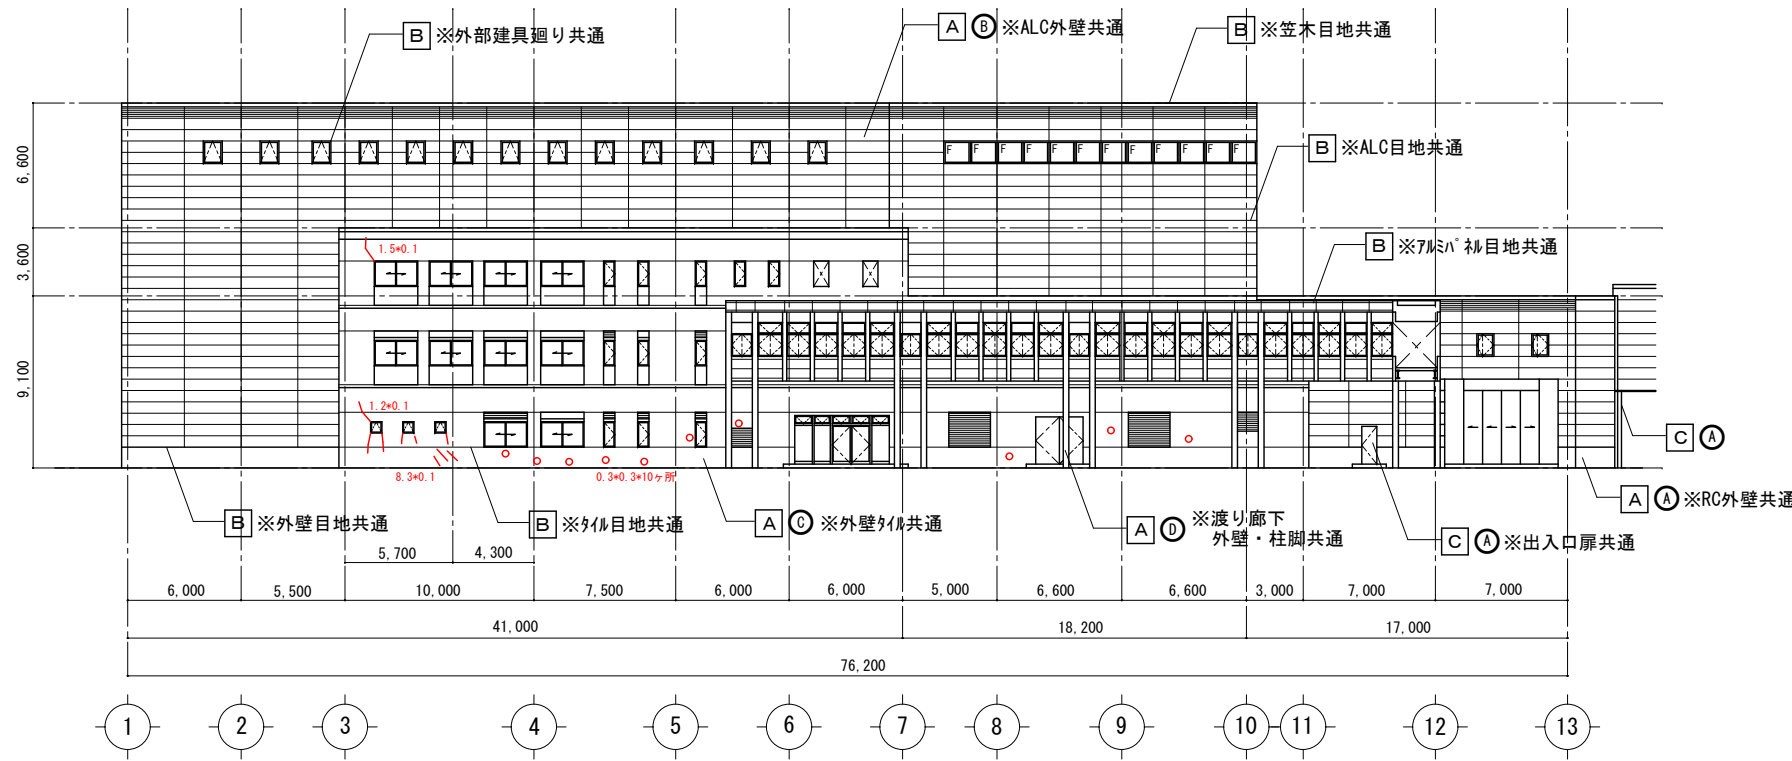 B ※外部建具廻り共通
A B ※ALC外壁共通
B ※笠木目地共通
B ※ALC目地共通
B ※アルミパネル目地共通
6,600
3,600
9,100
F F F F F F F F F F F F
1.5*0.1
1.2*0.1
8.3*0.1
0.3*0.3*10ヶ所
C A
A A ※RC外壁共通
B ※外壁目地共通
B ※タイル目地共通
A C ※外壁タイル共通
A D ※渡り廊下
外壁・柱脚共通
C A ※出入口扉共通
5,700 4,300
6,000 5,500 10,000 7,500 6,000 6,000 5,000 6,600 6,600 3,000 7,000 7,000
41,000 18,200 17,000
76,200
1 2 3 4 5 6 7 8 9 10 11 12 13